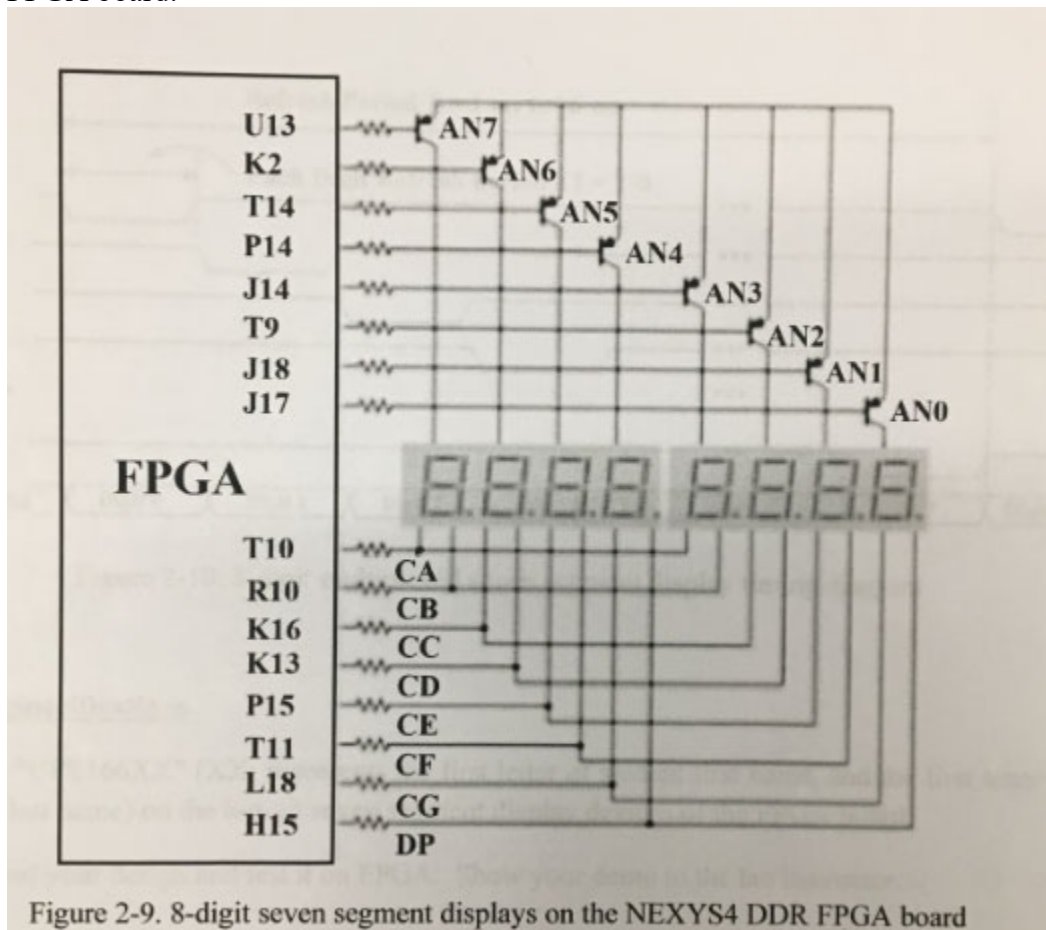 U13
AN7
K2
AN6
T14
AN5
P14
AN4
J14
AN3
T9
AN2
J18
AN1
J17
AN0
FPGA
T10
CA
R10
CB
K16
CC
K13
CD
P15
CE
T11
CF
L18
CG
H15
DP
Figure 2-9. 8-digit seven segment displays on the NEXYS4 DDR FPGA board